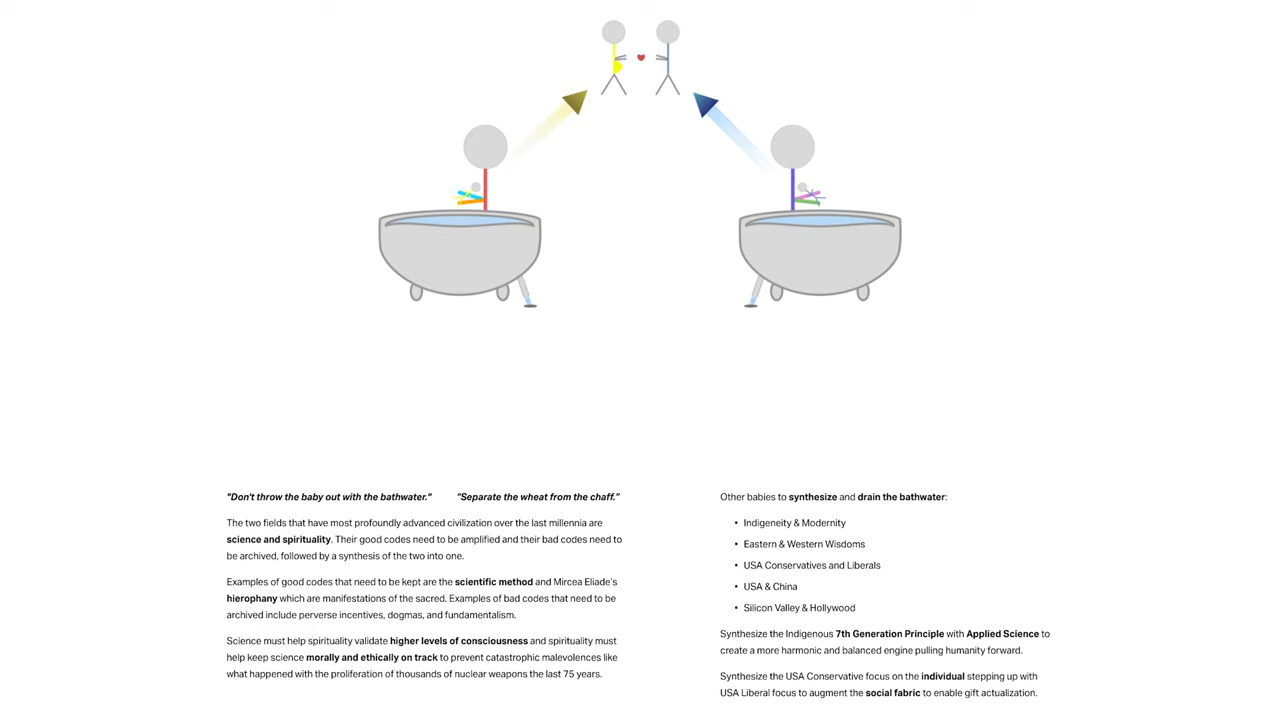 "Don't throw the baby out with the bathwater." "Separate the wheat from the chaff."
The two fields that have most profoundly advanced civilization over the last millennia are
science and spirituality. Their good codes need to be amplified and their bad codes need to
be archived, followed by a synthesis of the two into one.
Examples of good codes that need to be kept are the scientific method and Mircea Eliade's
hierophany which are manifestations of the sacred. Examples of bad codes that need to be
archived include perverse incentives, dogmas, and fundamentalism.
Science must help spirituality validate higher levels of consciousness and spirituality must
help keep science morally and ethically on track to prevent catastrophic malevolences like
what happened with the proliferation of thousands of nuclear weapons the last 75 years.
Other babies to synthesize and drain the bathwater:
• Indigeneity & Modernity
• Eastern & Western Wisdoms
• USA Conservatives and Liberals
• USA & China
• Silicon Valley & Hollywood
Synthesize the Indigenous 7th Generation Principle with Applied Science to
create a more harmonic and balanced engine pulling humanity forward.
Synthesize the USA Conservative focus on the individual stepping up with
USA Liberal focus to augment the social fabric to enable gift actualization.